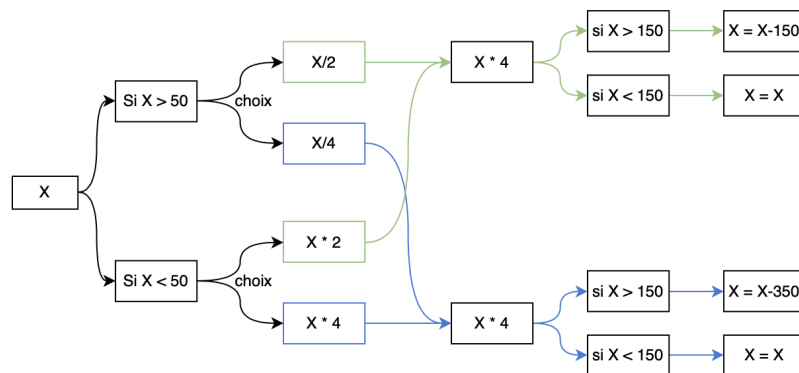 X
Si X > 50
choix
X/2
X/4
Si X < 50
choix
X * 2
X * 4
X * 4
si X > 150
X = X-150
si X < 150
X = X
X * 4
si X > 150
X = X-350
si X < 150
X = X